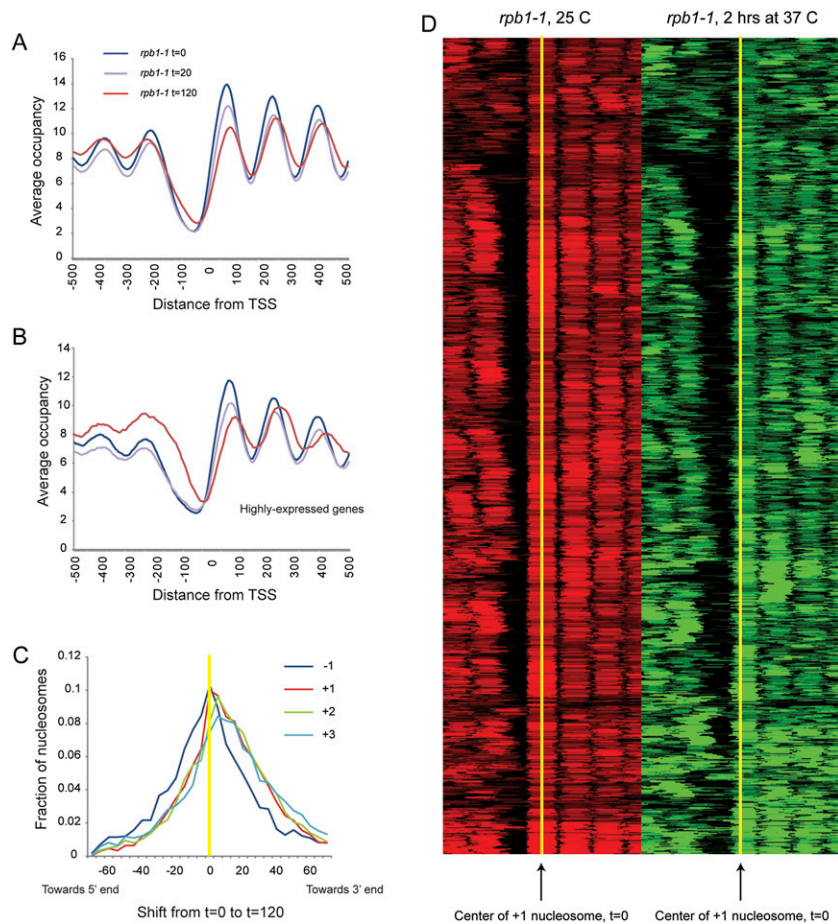 A
rpb1-1 t=0
rpb1-1 t=20
rpb1-1 t=120
16
14
12
10
8
6
4
2
0
Average occupancy
-500
-400
-300
-200
-100
0
100
200
300
400
500
Distance from TSS
B
14
12
10
8
6
4
2
0
Average occupancy
Highly-expressed genes
-500
-400
-300
-200
-100
0
100
200
300
400
500
Distance from TSS
C
0.12
0.1
0.08
0.06
0.04
0.02
0
Fraction of nucleosomes
-1
+1
+2
+3
-60
-40
-20
0
20
40
60
Towards 5' end
Towards 3' end
Shift from t=0 to t=120
D
rpb1-1, 25 C
rpb1-1, 2 hrs at 37 C
Center of +1 nucleosome, t=0
Center of +1 nucleosome, t=0